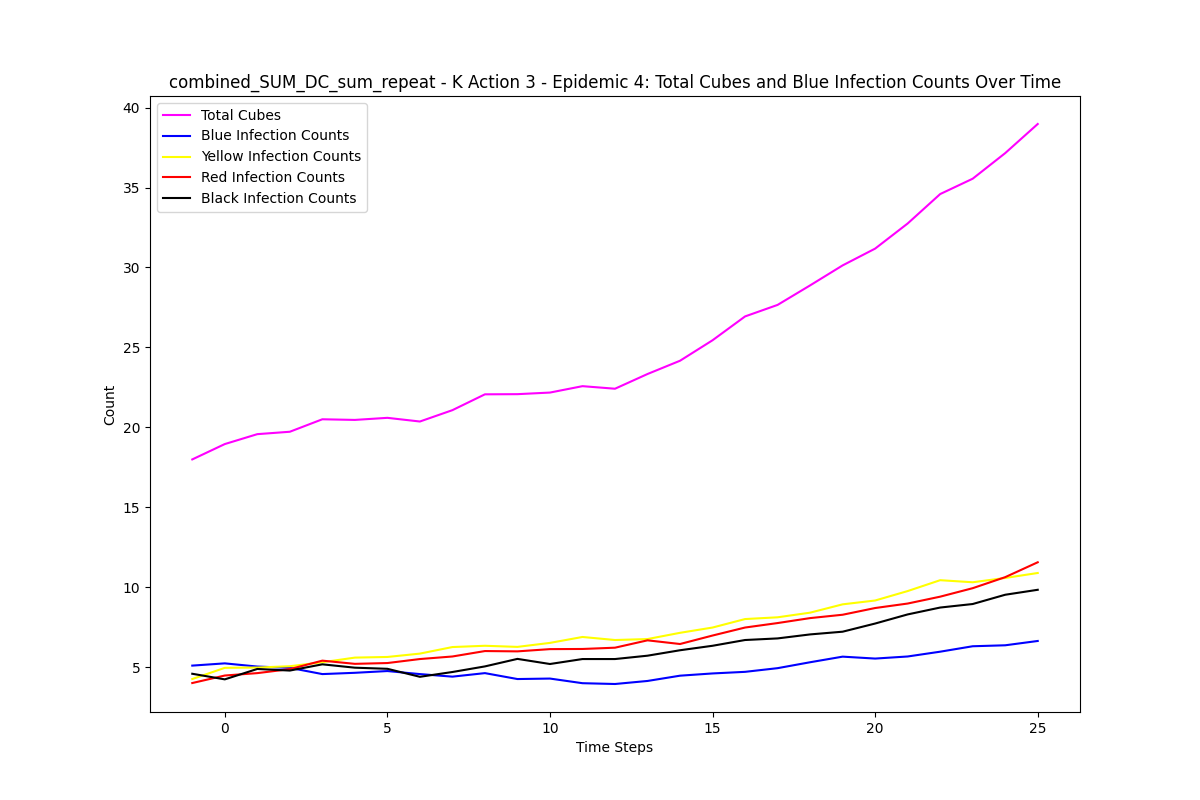 combined_SUM_DC_sum_repeat - K Action 3 - Epidemic 4: Total Cubes and Blue Infection Counts Over Time
40
35
30
25
20
15
10
5
Count
Total Cubes
Blue Infection Counts
Yellow Infection Counts
Red Infection Counts
Black Infection Counts
0 5 10 15 20 25
Time Steps